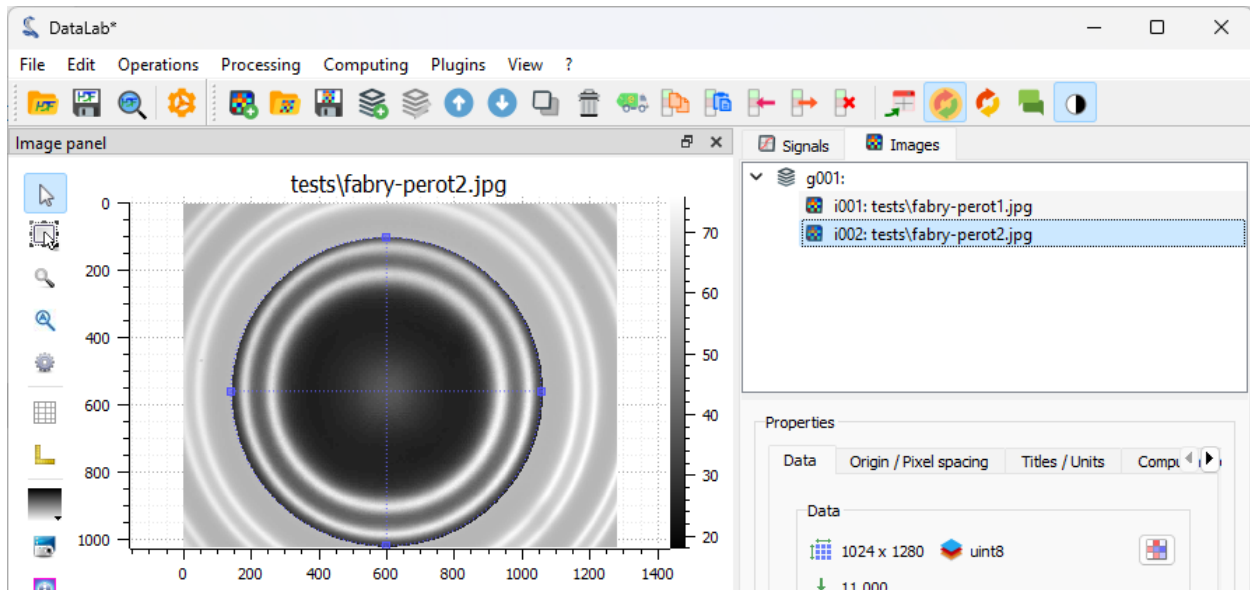 DataLab*
File Edit Operations Processing Computing Plugins View ?
Image panel
Signals
Images
g001:
i001: tests\fabry-perot1.jpg
i002: tests\fabry-perot2.jpg
tests\fabry-perot2.jpg
0
200
400
600
800
1000
0 200 400 600 800 1000 1200 1400
70
60
50
40
30
20
Properties
Data Origin / Pixel spacing Titles / Units
Data
1024 x 1280 uint8
11.000